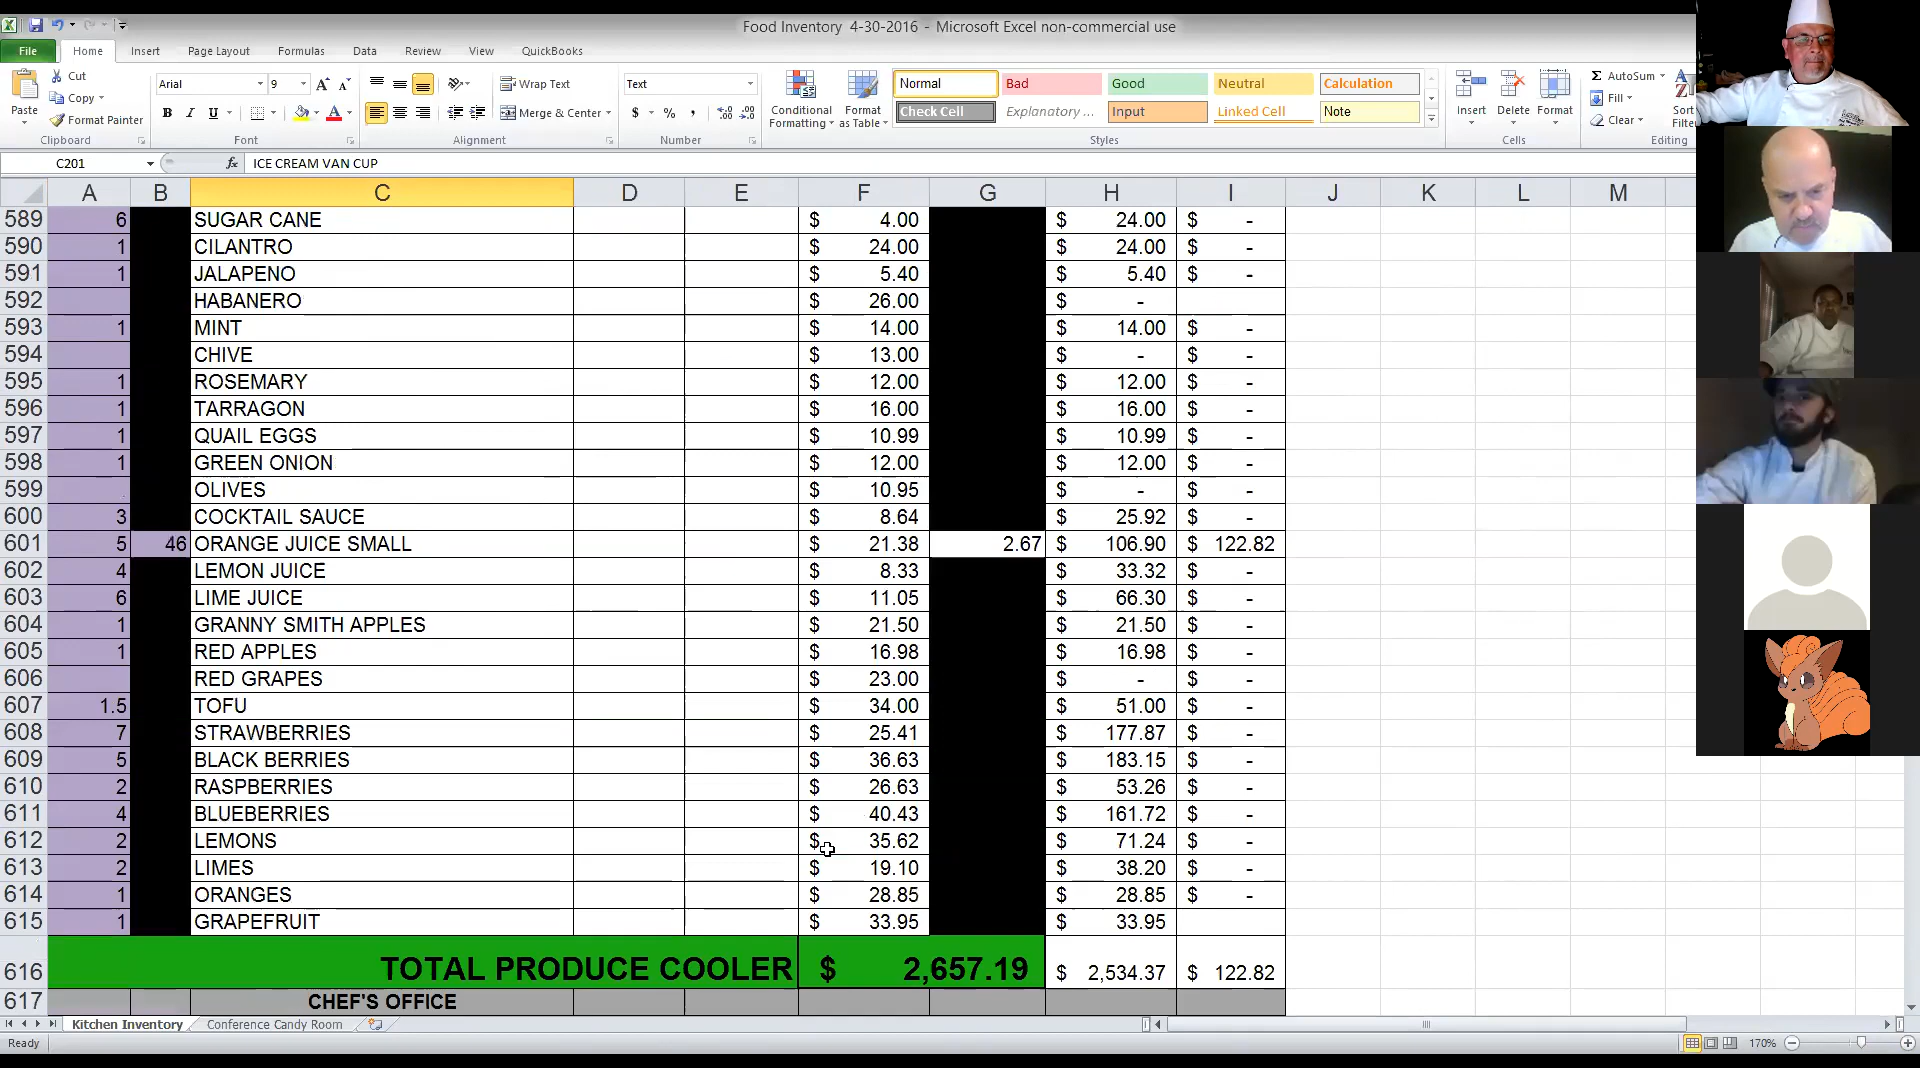 Food Inventory 4-30-2016 - Microsoft Excel non-commercial use
File Home Insert Page Layout Formulas Data Review View QuickBooks
Paste Cut Copy Format Painter Clipboard
Arial 9 B I U Font
Wrap Text Merge & Center Alignment
Text $ % , Number
Conditional Formatting Format as Table
Normal Bad Good Neutral Calculation
Check Cell Explanatory ... Input Linked Cell Note
Styles
Insert Delete Format Cells
AutoSum Fill Clear Sort Filter Editing
C201 fx ICE CREAM VAN CUP
A B C D E F G H I J K L M
589 6 SUGAR CANE $ 4.00 $ 24.00 $ -
590 1 CILANTRO $ 24.00 $ 24.00 $ -
591 1 JALAPENO $ 5.40 $ 5.40 $ -
592 HABANERO $ 26.00 $ -
593 1 MINT $ 14.00 $ 14.00 $ -
594 CHIVE $ 13.00 $ - $ -
595 1 ROSEMARY $ 12.00 $ 12.00 $ -
596 1 TARRAGON $ 16.00 $ 16.00 $ -
597 1 QUAIL EGGS $ 10.99 $ 10.99 $ -
598 1 GREEN ONION $ 12.00 $ 12.00 $ -
599 . OLIVES $ 10.95 $ - $ -
600 3 COCKTAIL SAUCE $ 8.64 $ 25.92 $ -
601 5 46 ORANGE JUICE SMALL $ 21.38 2.67 $ 106.90 $ 122.82
602 4 LEMON JUICE $ 8.33 $ 33.32 $ -
603 6 LIME JUICE $ 11.05 $ 66.30 $ -
604 1 GRANNY SMITH APPLES $ 21.50 $ 21.50 $ -
605 1 RED APPLES $ 16.98 $ 16.98 $ -
606 RED GRAPES $ 23.00 $ - $ -
607 1.5 TOFU $ 34.00 $ 51.00 $ -
608 7 STRAWBERRIES $ 25.41 $ 177.87 $ -
609 5 BLACK BERRIES $ 36.63 $ 183.15 $ -
610 2 RASPBERRIES $ 26.63 $ 53.26 $ -
611 4 BLUEBERRIES $ 40.43 $ 161.72 $ -
612 2 LEMONS $ 35.62 $ 71.24 $ -
613 2 LIMES $ 19.10 $ 38.20 $ -
614 1 ORANGES $ 28.85 $ 28.85 $ -
615 1 GRAPEFRUIT $ 33.95 $ 33.95
616 TOTAL PRODUCE COOLER $ 2,657.19 $ 2,534.37 $ 122.82
617 CHEF'S OFFICE
Kitchen Inventory Conference Candy Room
Ready 170%